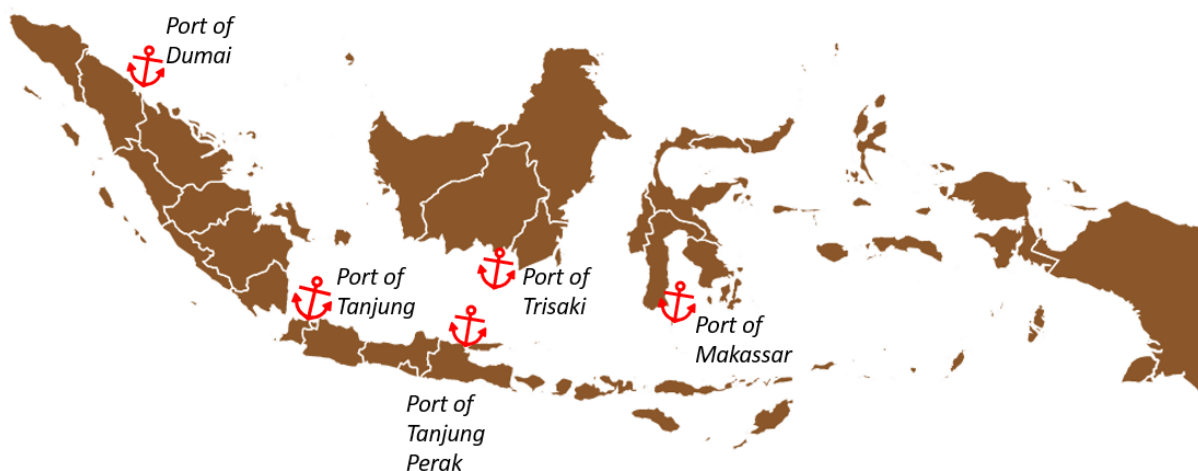 Port of
Dumai
Port of
Tanjung
Port of
Trisaki
Port of
Makassar
Port of
Tanjung
Perak